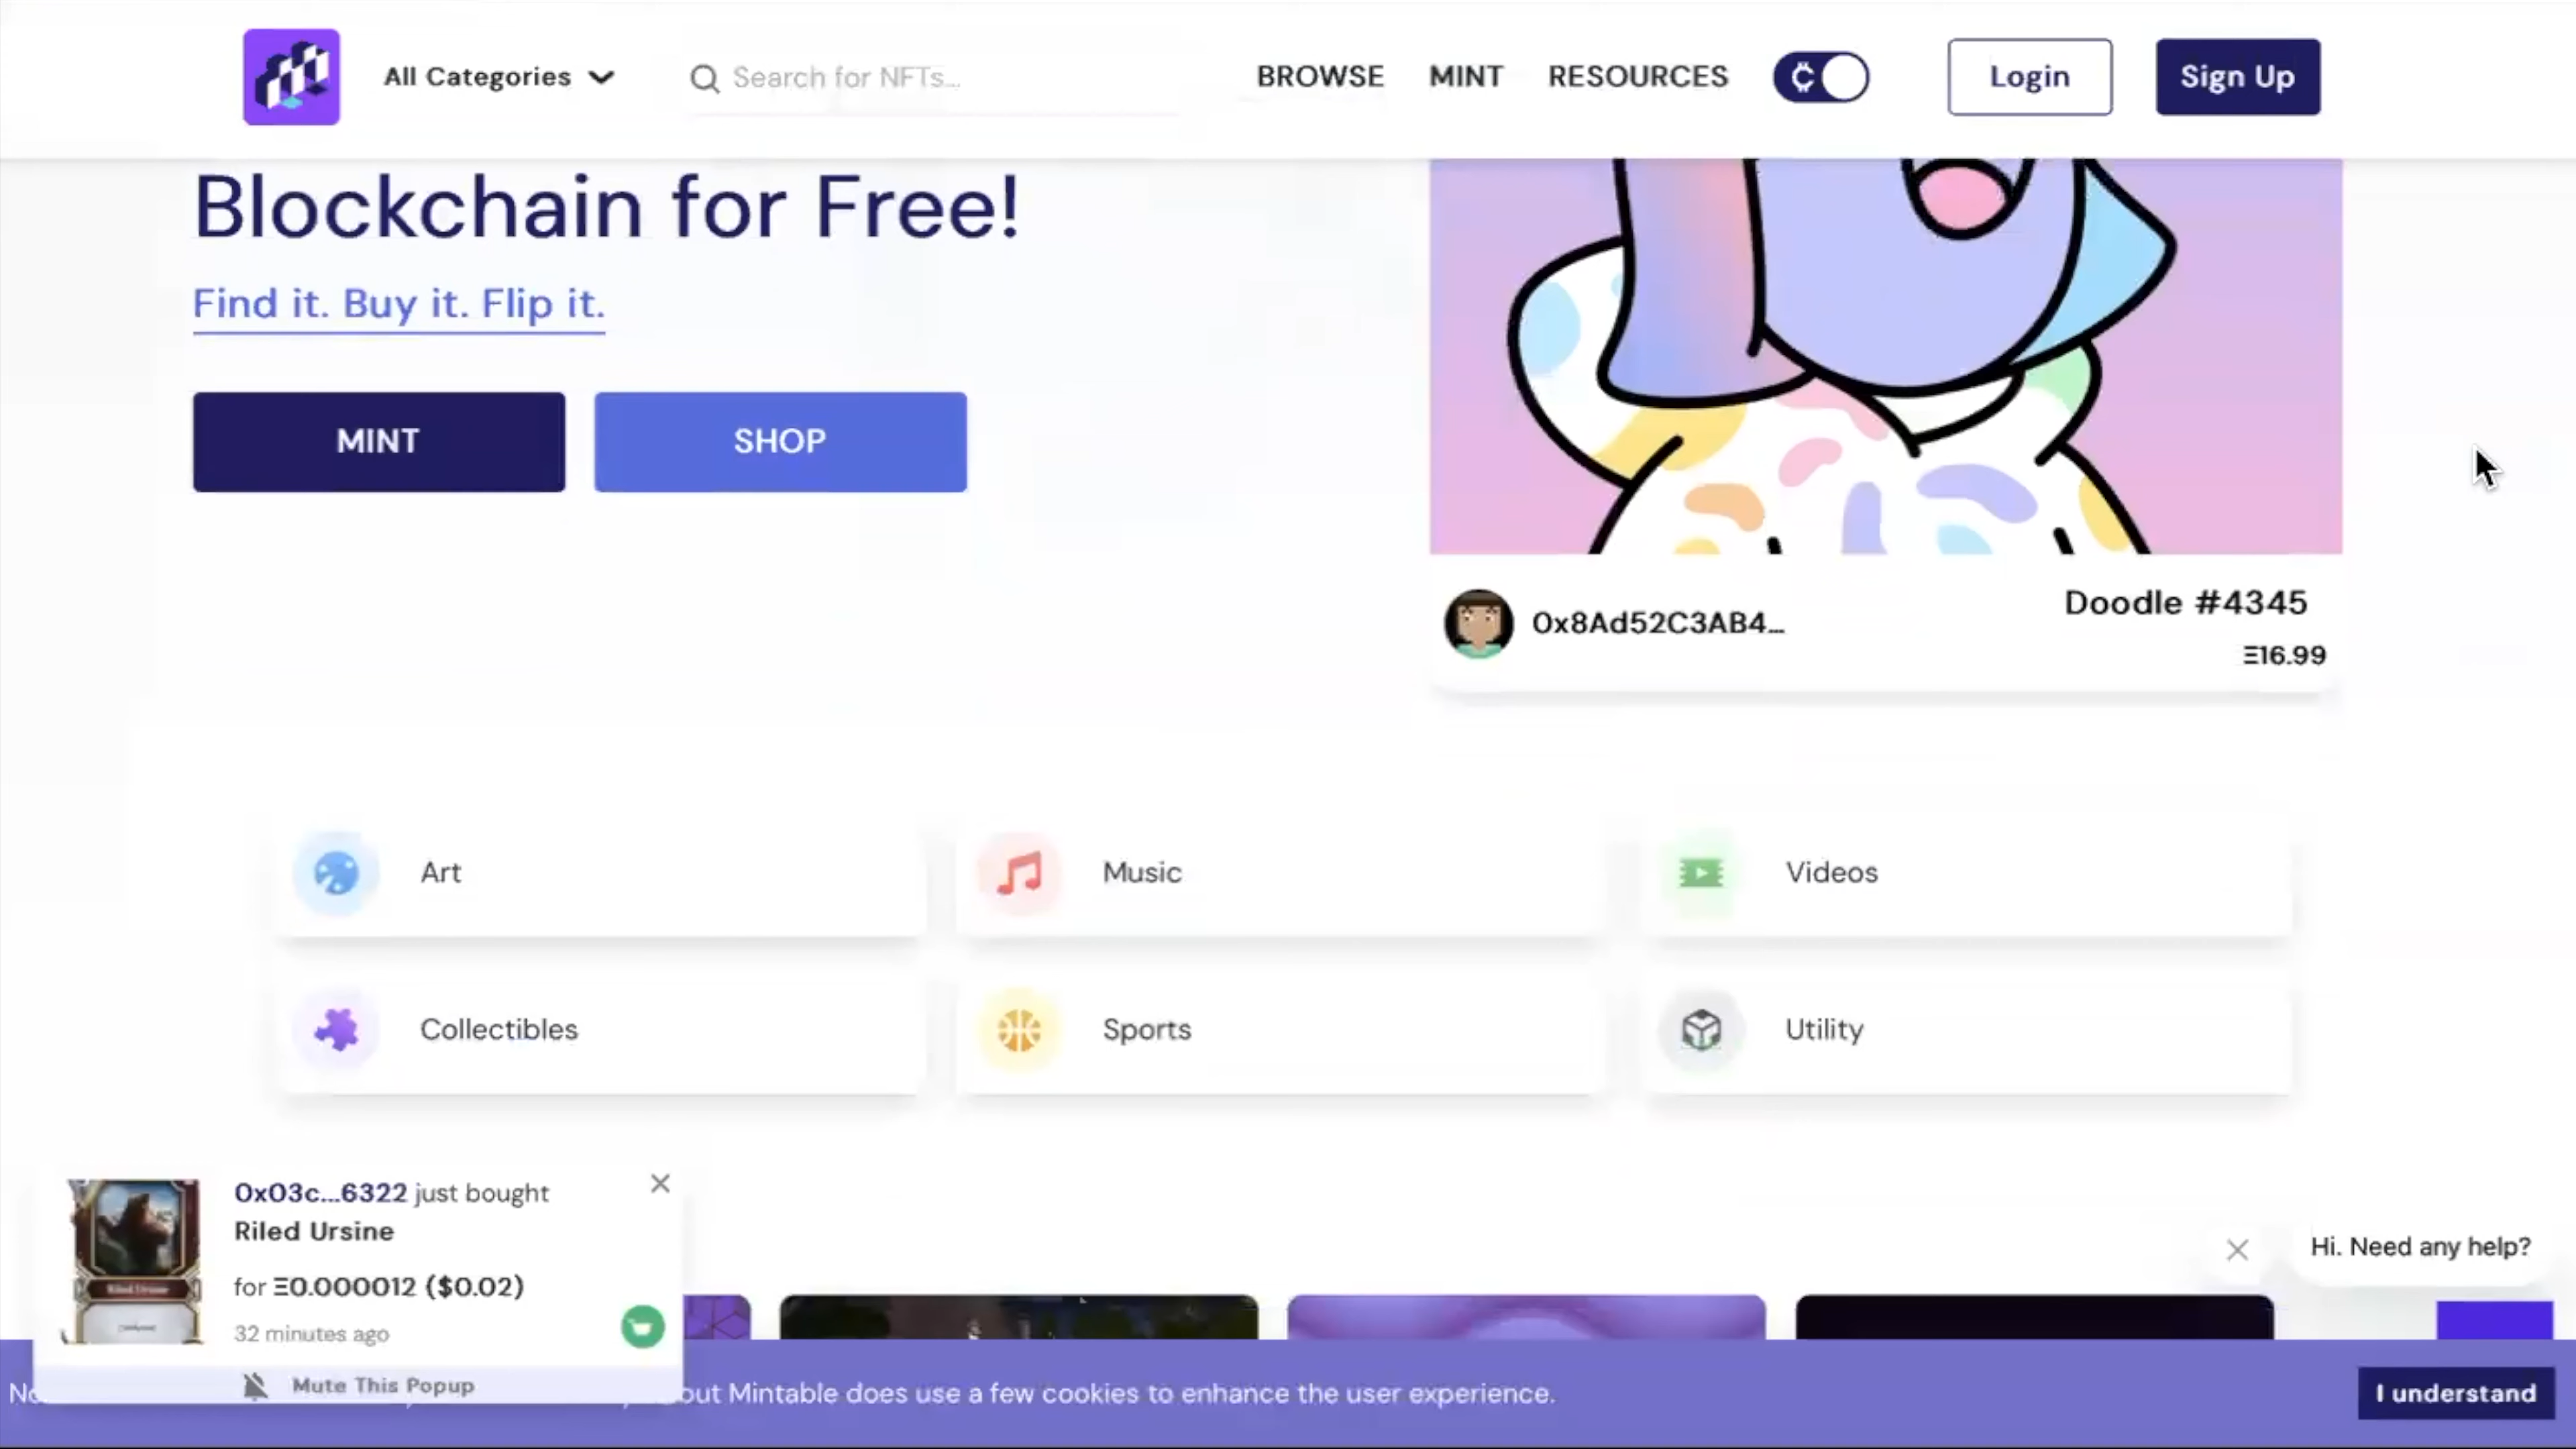 All Categories
Search for NFTs...
BROWSE
MINT
RESOURCES
Login
Sign Up
Blockchain for Free!
Find it. Buy it. Flip it.
MINT
SHOP
0x8Ad52C3AB4...
Doodle #4345
Ξ16.99
Art
Music
Videos
Collectibles
Sports
Utility
0x03c...6322 just bought
Riled Ursine
for Ξ0.000012 ($0.02)
32 minutes ago
Mute This Popup
Hi. Need any help?
out Mintable does use a few cookies to enhance the user experience.
I understand